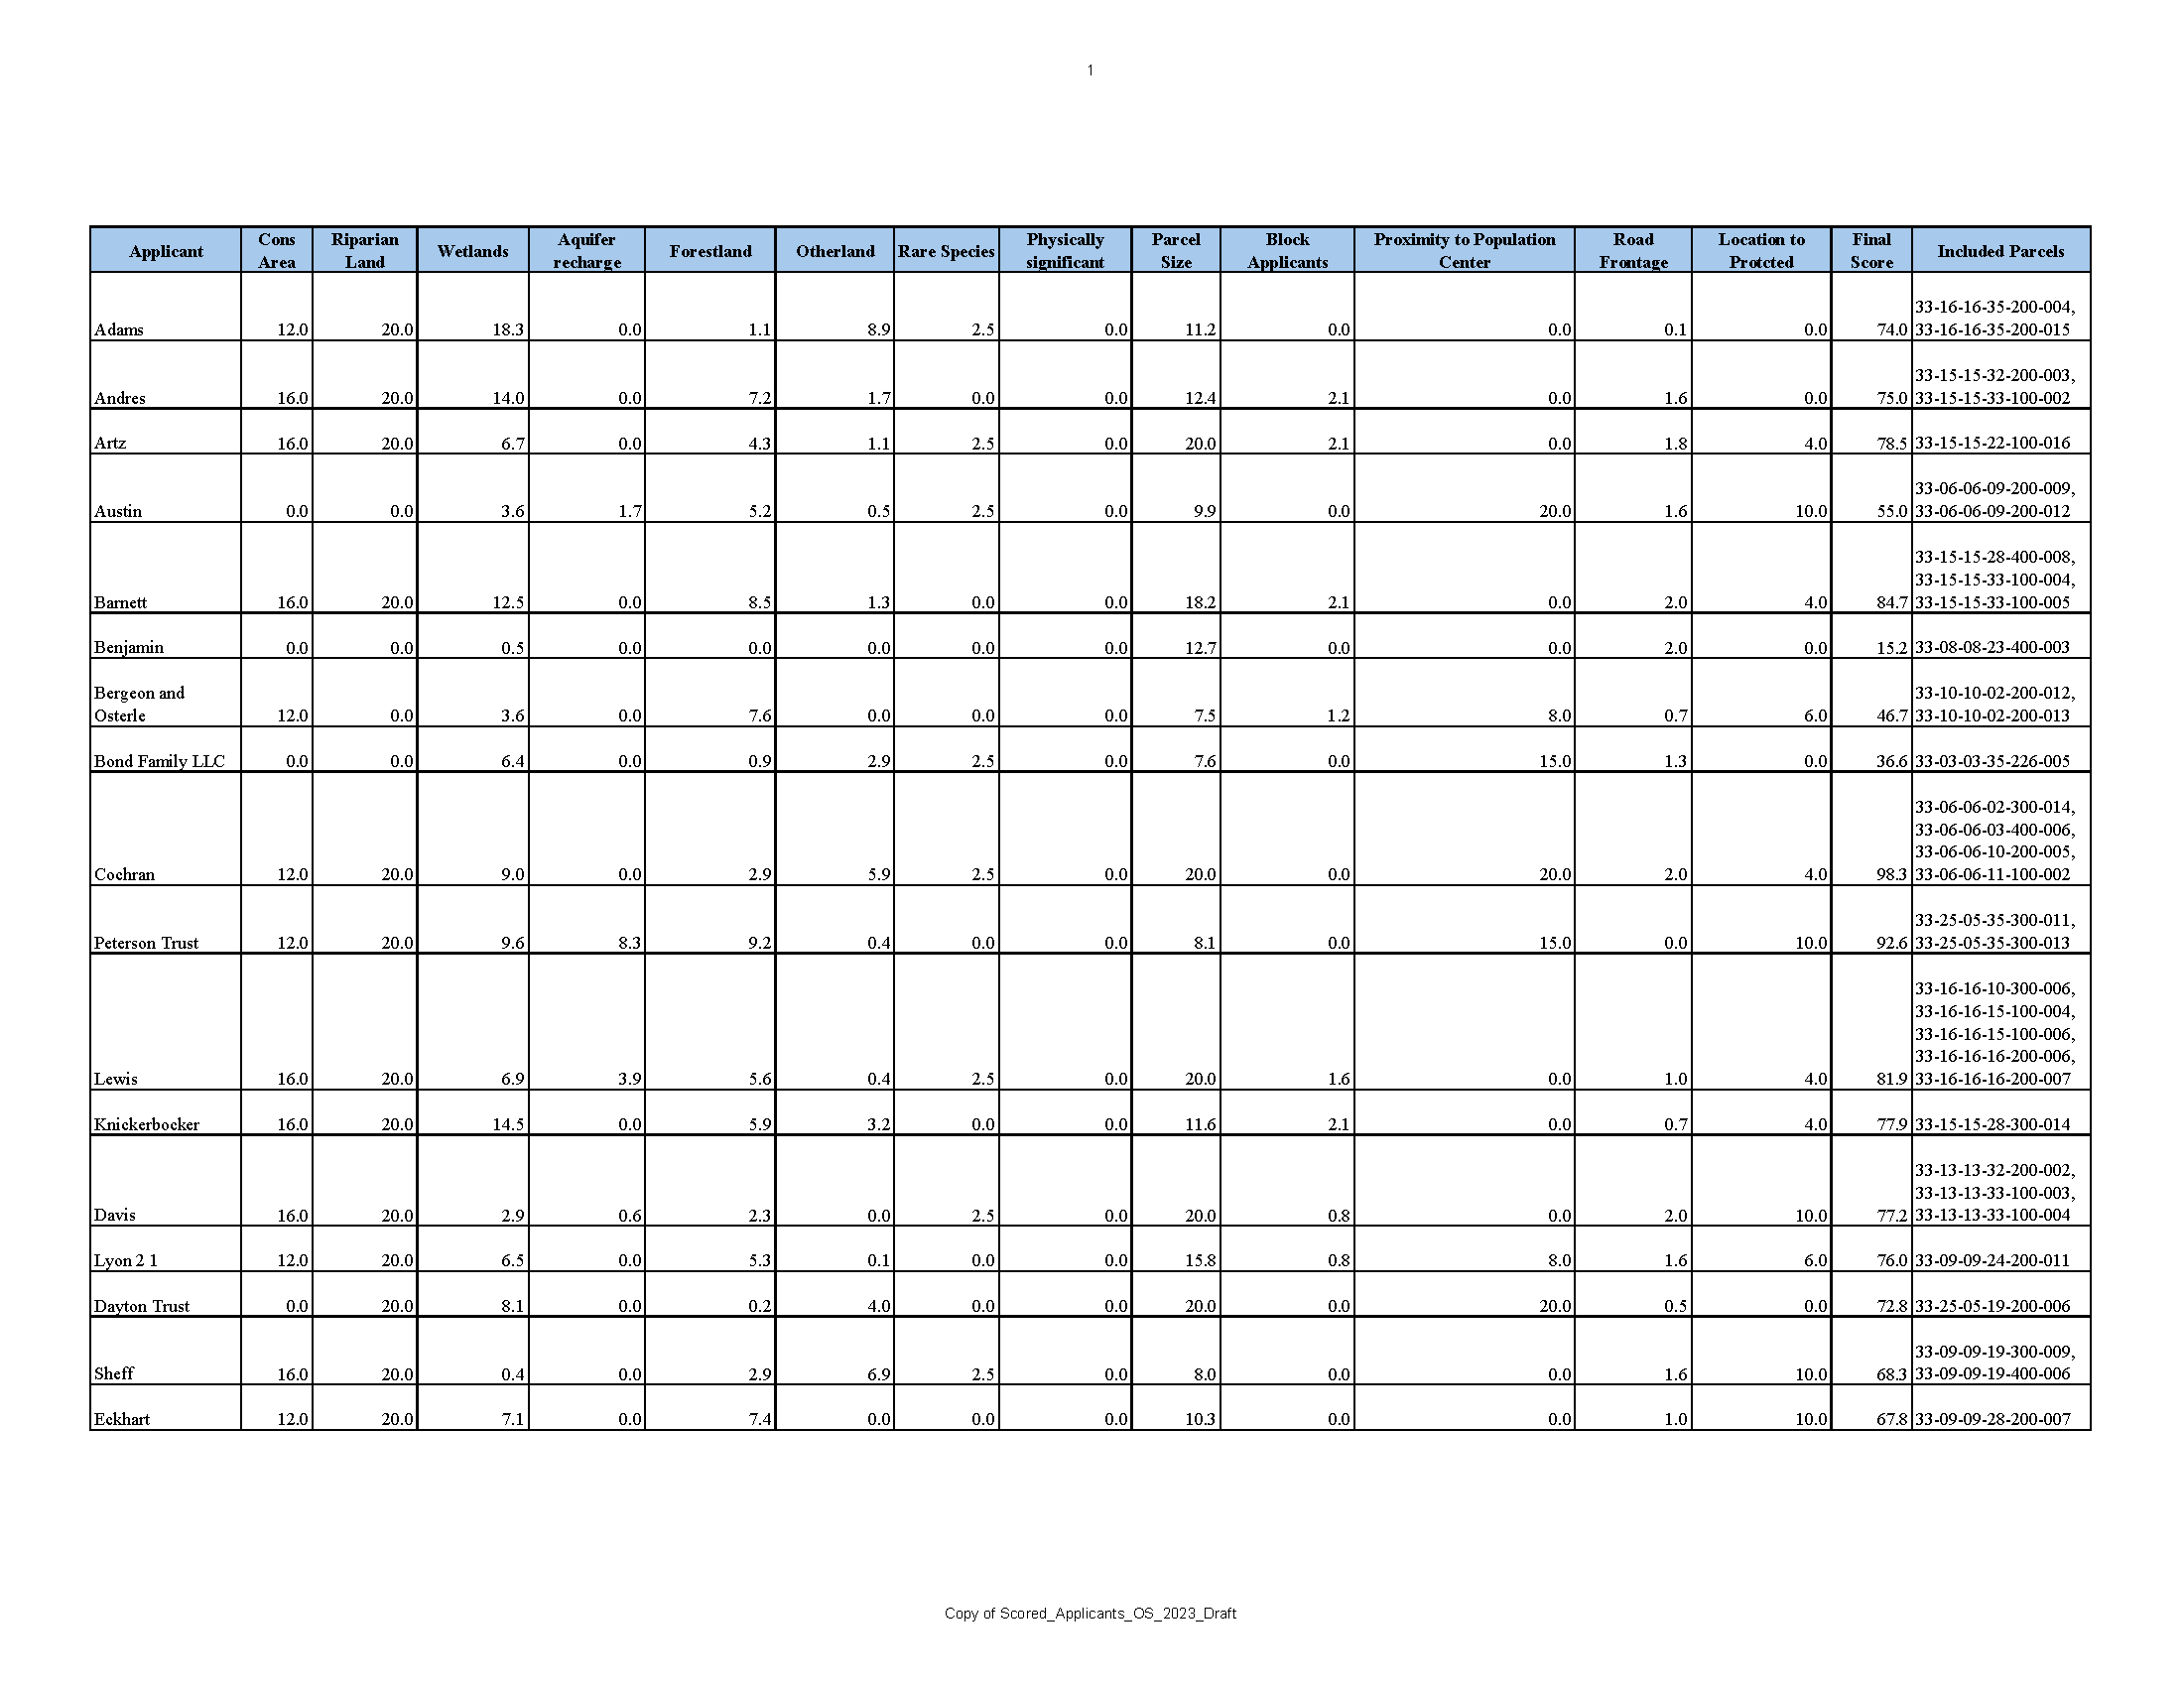 1
Applicant Cons Area Riparian Land Wetlands Aquifer recharge Forestland Otherland Rare Species Physically significant Parcel Size Block Applicants Proximity to Population Center Road Frontage Location to Protcted Final Score Included Parcels
Adams 12.0 20.0 18.3 0.0 1.1 8.9 2.5 0.0 11.2 0.0 0.0 0.1 0.0 74.0 33-16-16-35-200-004,
33-16-16-35-200-015
Andres 16.0 20.0 14.0 0.0 7.2 1.7 0.0 0.0 12.4 2.1 0.0 1.6 0.0 75.0 33-15-15-32-200-003,
33-15-15-33-100-002
Artz 16.0 20.0 6.7 0.0 4.3 1.1 2.5 0.0 20.0 2.1 0.0 1.8 4.0 78.5 33-15-15-22-100-016
Austin 0.0 0.0 3.6 1.7 5.2 0.5 2.5 0.0 9.9 0.0 20.0 1.6 10.0 55.0 33-06-06-09-200-009,
33-06-06-09-200-012
Barnett 16.0 20.0 12.5 0.0 8.5 1.3 0.0 0.0 18.2 2.1 0.0 2.0 4.0 84.7 33-15-15-28-400-008,
33-15-15-33-100-004,
33-15-15-33-100-005
Benjamin 0.0 0.0 0.5 0.0 0.0 0.0 0.0 0.0 12.7 0.0 0.0 2.0 0.0 15.2 33-08-08-23-400-003
Bergeon and
Osterle 12.0 0.0 3.6 0.0 7.6 0.0 0.0 0.0 7.5 1.2 8.0 0.7 6.0 46.7 33-10-10-02-200-012,
33-10-10-02-200-013
Bond Family LLC 0.0 0.0 6.4 0.0 0.9 2.9 2.5 0.0 7.6 0.0 15.0 1.3 0.0 36.6 33-03-03-35-226-005
Cochran 12.0 20.0 9.0 0.0 2.9 5.9 2.5 0.0 20.0 0.0 20.0 2.0 4.0 98.3 33-06-06-02-300-014,
33-06-06-03-400-006,
33-06-06-10-200-005,
33-06-06-11-100-002
Peterson Trust 12.0 20.0 9.6 8.3 9.2 0.4 0.0 0.0 8.1 0.0 15.0 0.0 10.0 92.6 33-25-05-35-300-011,
33-25-05-35-300-013
Lewis 16.0 20.0 6.9 3.9 5.6 0.4 2.5 0.0 20.0 1.6 0.0 1.0 4.0 81.9 33-16-16-10-300-006,
33-16-16-15-100-004,
33-16-16-15-100-006,
33-16-16-16-200-006,
33-16-16-16-200-007
Knickerbocker 16.0 20.0 14.5 0.0 5.9 3.2 0.0 0.0 11.6 2.1 0.0 0.7 4.0 77.9 33-15-15-28-300-014
Davis 16.0 20.0 2.9 0.6 2.3 0.0 2.5 0.0 20.0 0.8 0.0 2.0 10.0 77.2 33-13-13-32-200-002,
33-13-13-33-100-003,
33-13-13-33-100-004
Lyon 2 1 12.0 20.0 6.5 0.0 5.3 0.1 0.0 0.0 15.8 0.8 8.0 1.6 6.0 76.0 33-09-09-24-200-011
Dayton Trust 0.0 20.0 8.1 0.0 0.2 4.0 0.0 0.0 20.0 0.0 20.0 0.5 0.0 72.8 33-25-05-19-200-006
Sheff 16.0 20.0 0.4 0.0 2.9 6.9 2.5 0.0 8.0 0.0 0.0 1.6 10.0 68.3 33-09-09-19-300-009,
33-09-09-19-400-006
Eckhart 12.0 20.0 7.1 0.0 7.4 0.0 0.0 0.0 10.3 0.0 0.0 1.0 10.0 67.8 33-09-09-28-200-007
Copy of Scored_Applicants_OS_2023_Draft